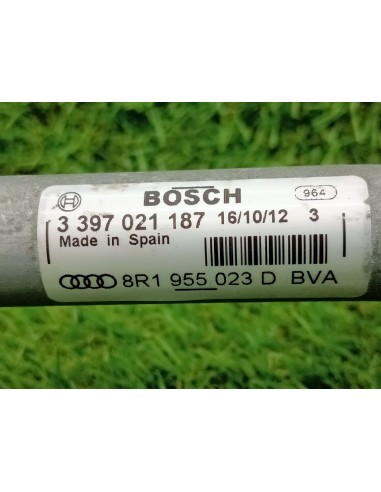 BOSCH 964
3 397 021 187 16/10/12 3
Made in Spain
8R1 955 023 D BVA